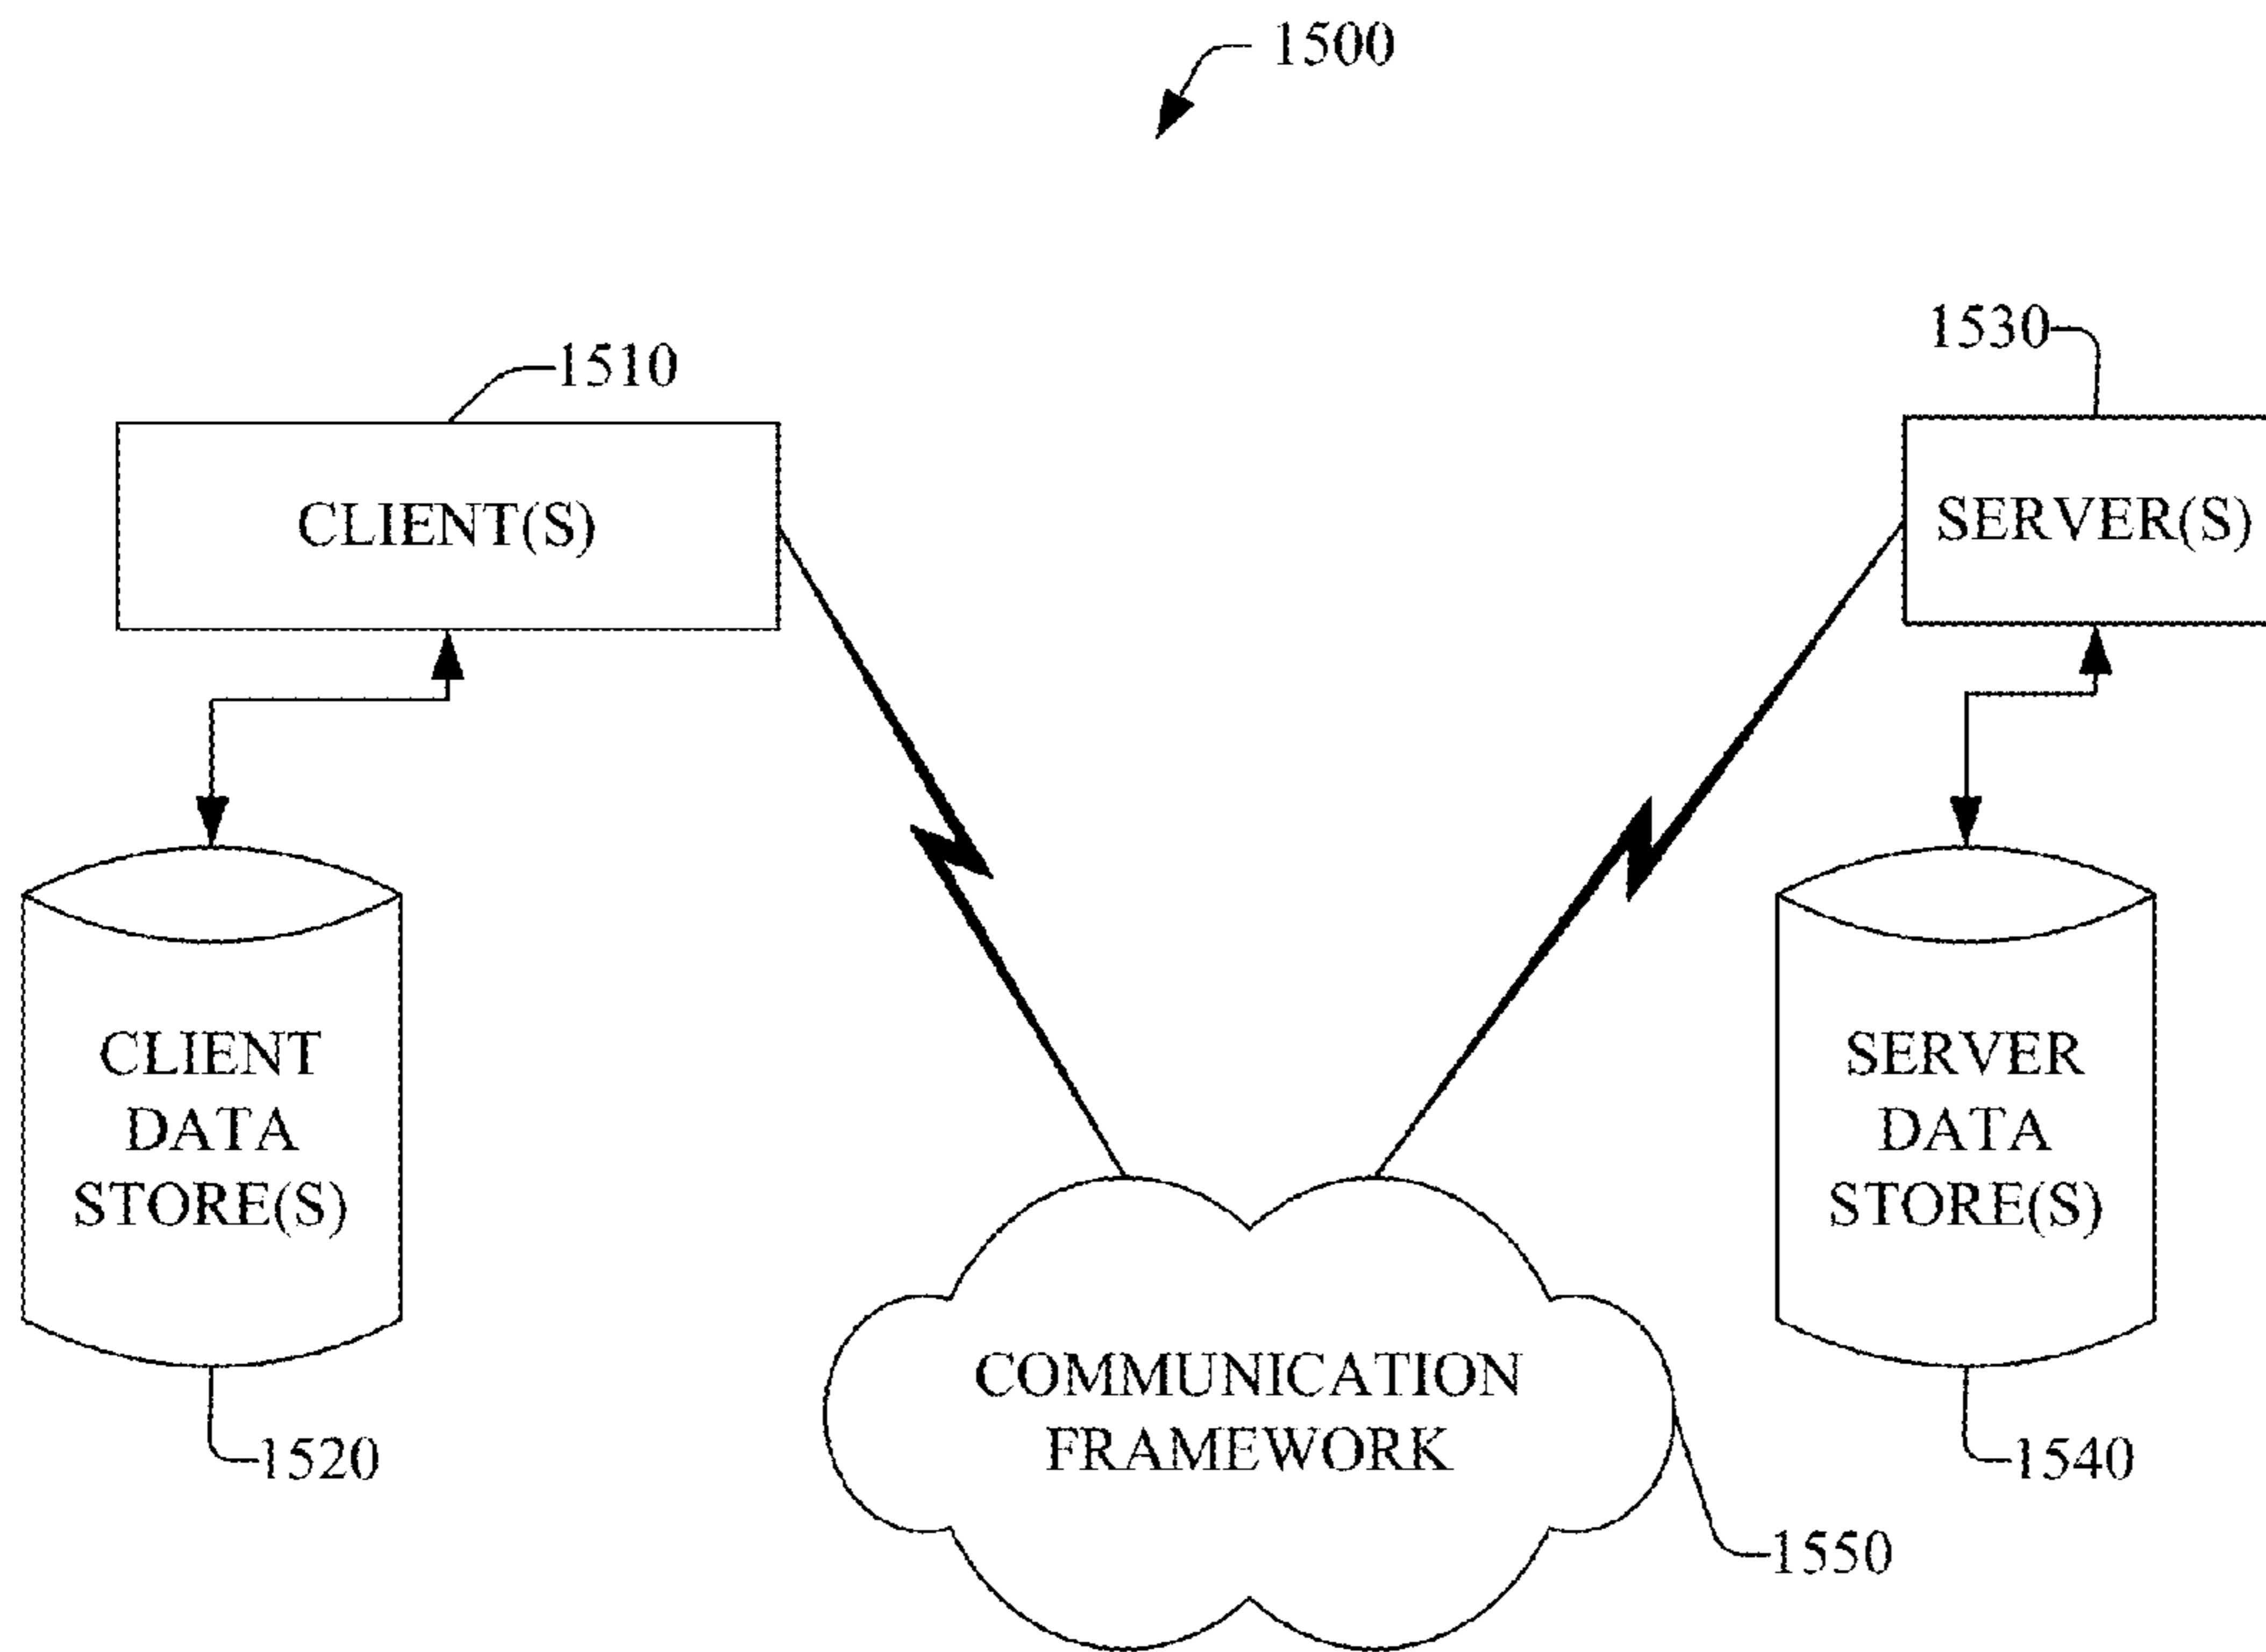 1500
1510
1530
CLIENT(S)
SERVER(S)
CLIENT
DATA
STORE(S)
SERVER
DATA
STORE(S)
COMMUNICATION
FRAMEWORK
1520
1540
1550